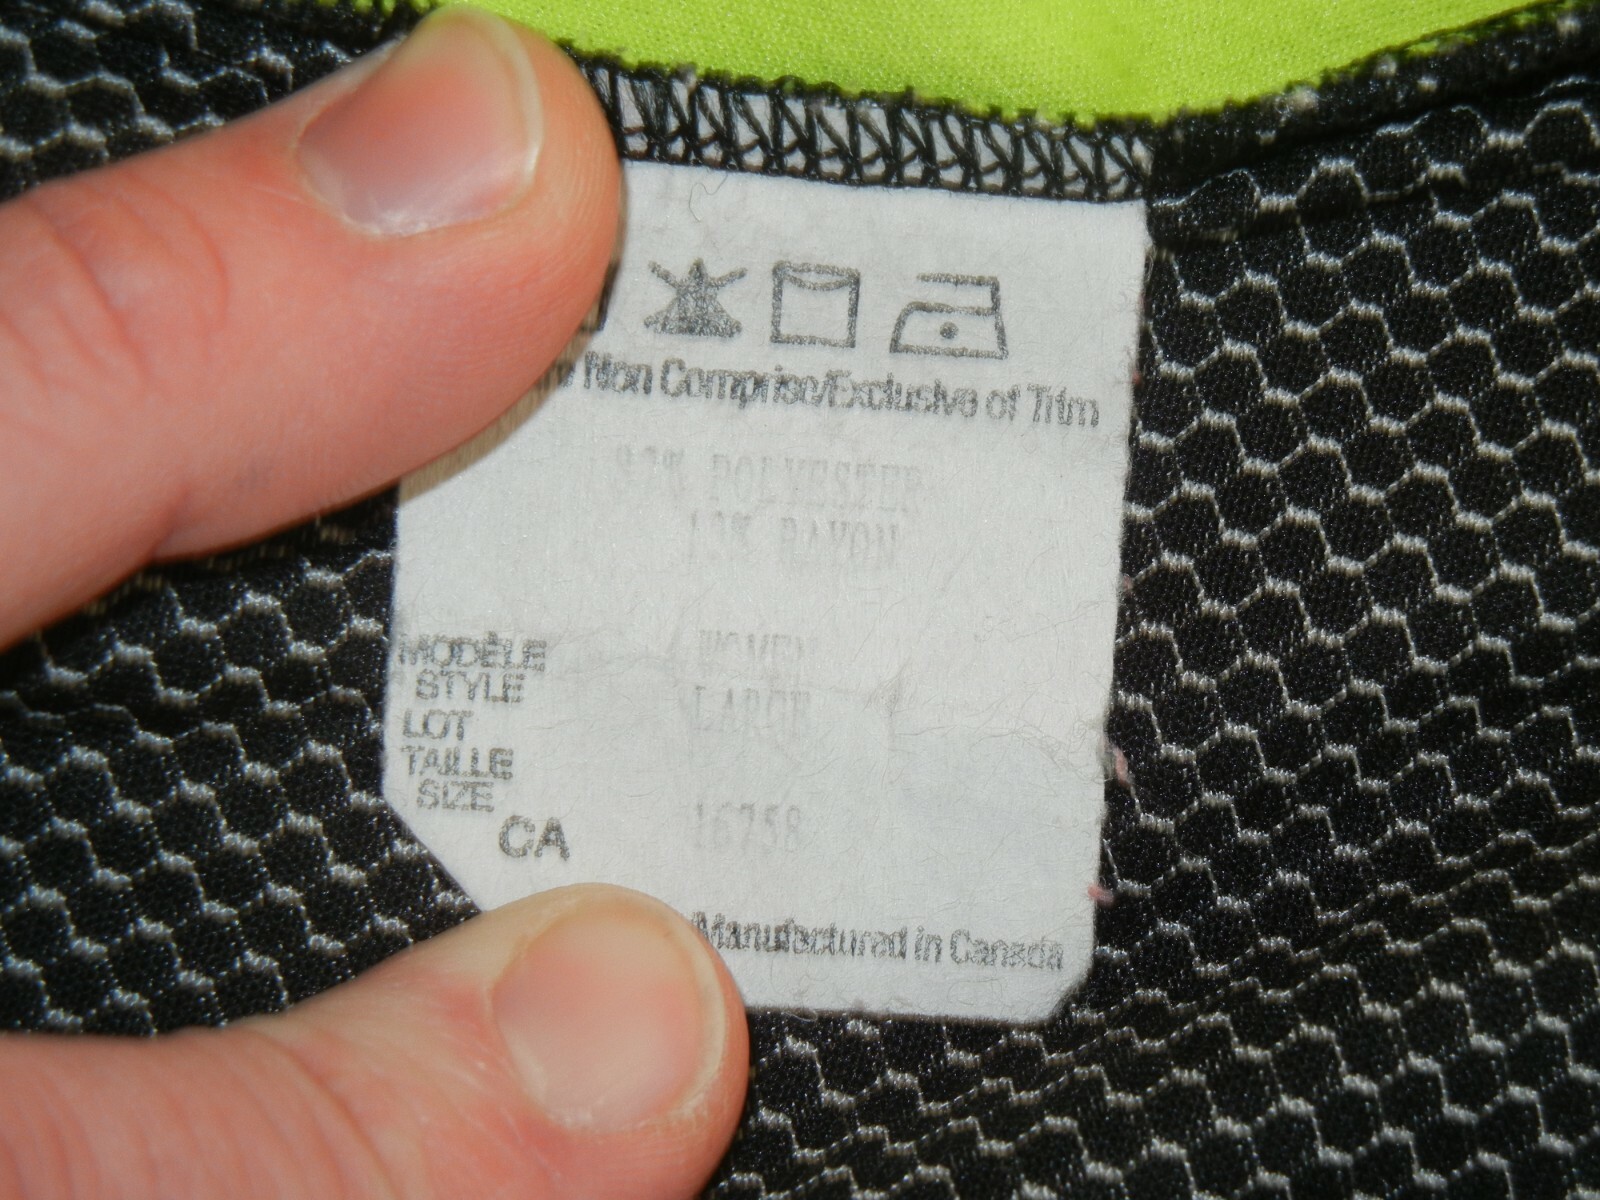 Non Comprise/Exclusive of Trim
POLYESTER
RAYON
MODÈLE
STYLE
WOMEN
LOT
LARGE
TAILLE
SIZE
CA
16758
Manufactured in Canada